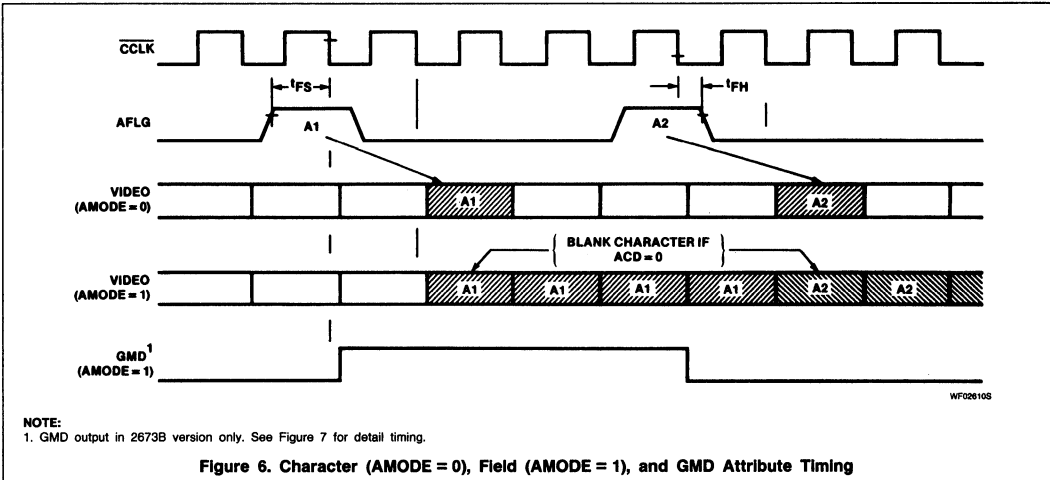 CCLK
tFS
tFH
AFLG
A1
A2
VIDEO
(AMODE = 0)
A1
A2
BLANK CHARACTER IF
ACD = 0
VIDEO
(AMODE = 1)
A1
A1
A1
A1
A2
A2
GMD1
(AMODE = 1)
WF02610S
NOTE:
1. GMD output in 2673B version only. See Figure 7 for detail timing.
Figure 6. Character (AMODE = 0), Field (AMODE = 1), and GMD Attribute Timing